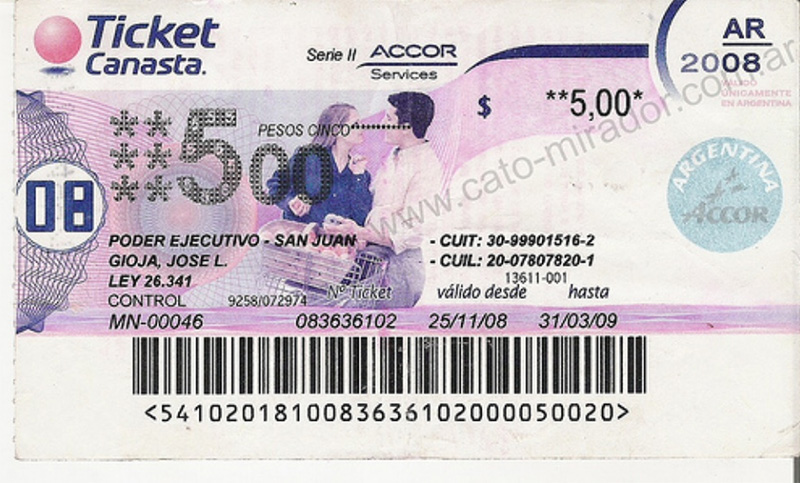 Ticket
Canasta.
Serie II ACCOR
Services
AR
2008
VÁLIDO
ÚNICAMENTE
EN ARGENTINA
$ **5,00*
***500
PESOS CINCO***********
08
ARGENTINA
ACCOR
www.cato-mirador.com.ar
PODER EJECUTIVO - SAN JUAN - CUIT: 30-99901516-2
GIOJA, JOSE L. - CUIL: 20-07807820-1
LEY 26.341 13611-001
CONTROL 9258/072974 Nº Ticket válido desde hasta
MN-00046 083636102 25/11/08 31/03/09
<5410201810083636102000050020>